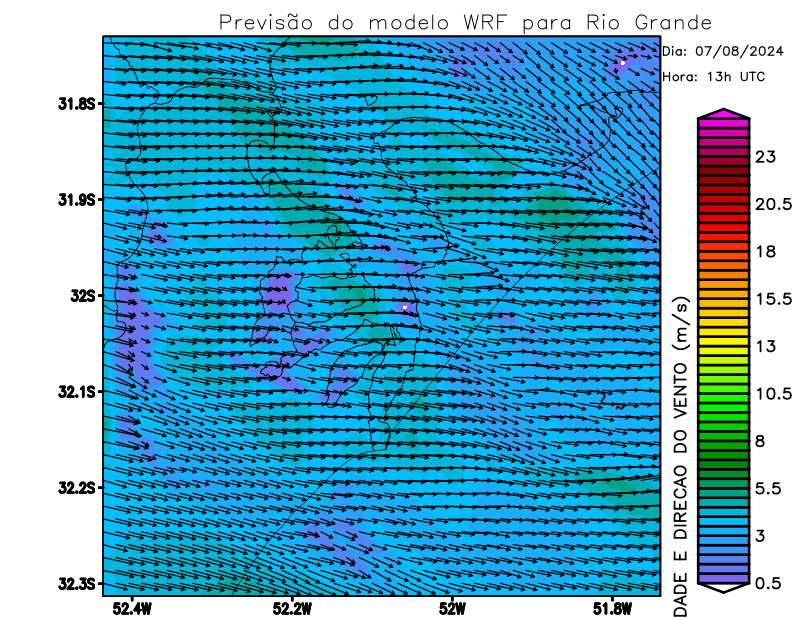 Previsão do modelo WRF para Rio Grande
Dia: 07/08/2024
Hora: 13h UTC
31.8S
31.9S
32S
32.1S
32.2S
32.3S
52.4W
52.2W
52W
51.8W
23
20.5
18
15.5
13
10.5
8
5.5
3
0.5
DADE E DIRECAO DO VENTO (m/s)